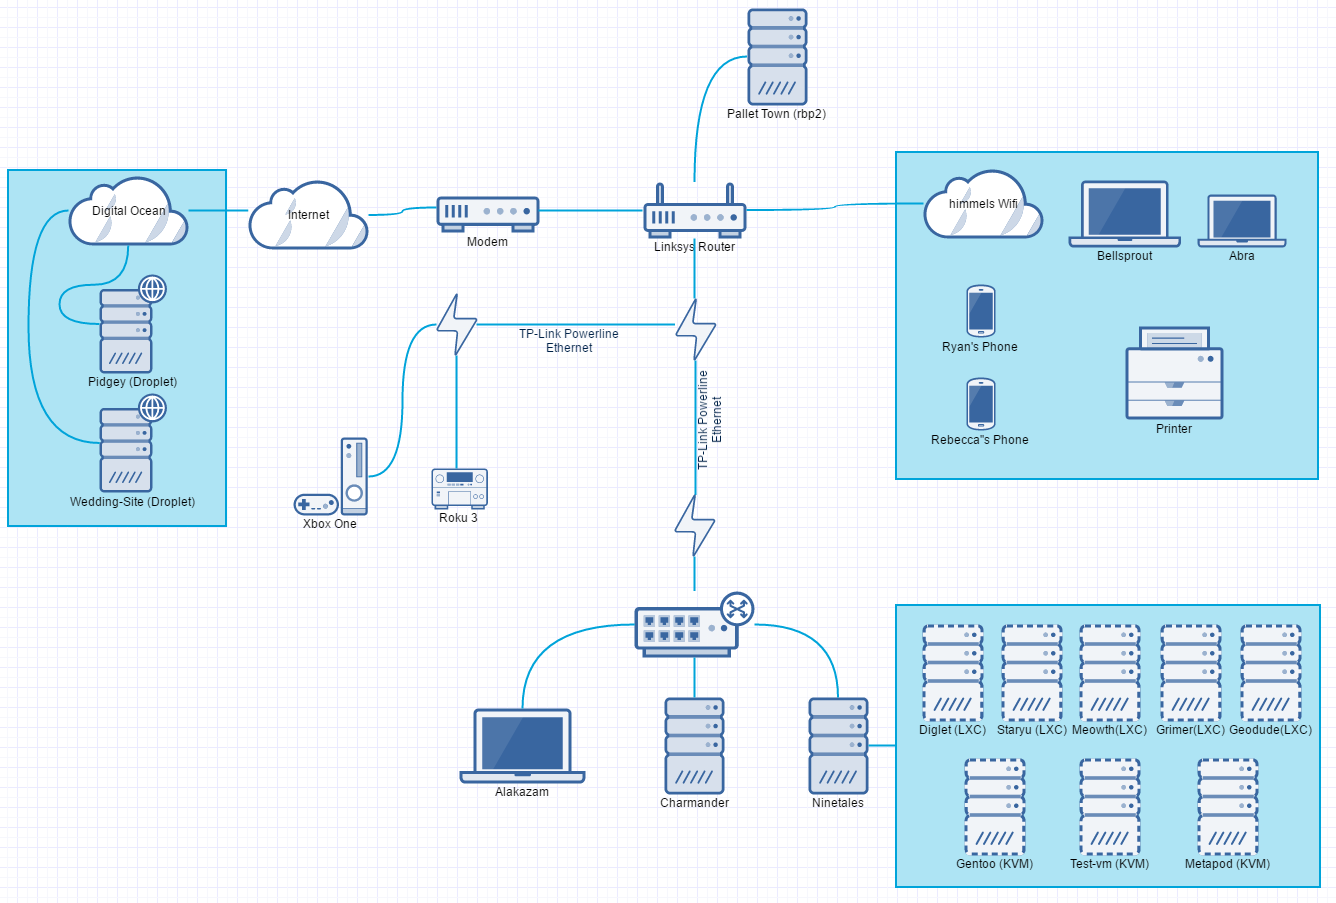 Pallet Town (rbp2)
Digital Ocean
Internet
Modem
Linksys Router
himmels Wifi
Bellsprout
Abra
Pidgey (Droplet)
Wedding-Site (Droplet)
TP-Link Powerline
Ethernet
TP-Link Powerline
Ethernet
Ryan's Phone
Rebecca"s Phone
Printer
Xbox One
Roku 3
Alakazam
Charmander
Ninetales
Diglet (LXC)
Staryu (LXC)
Meowth(LXC)
Grimer(LXC)
Geodude(LXC)
Gentoo (KVM)
Test-vm (KVM)
Metapod (KVM)